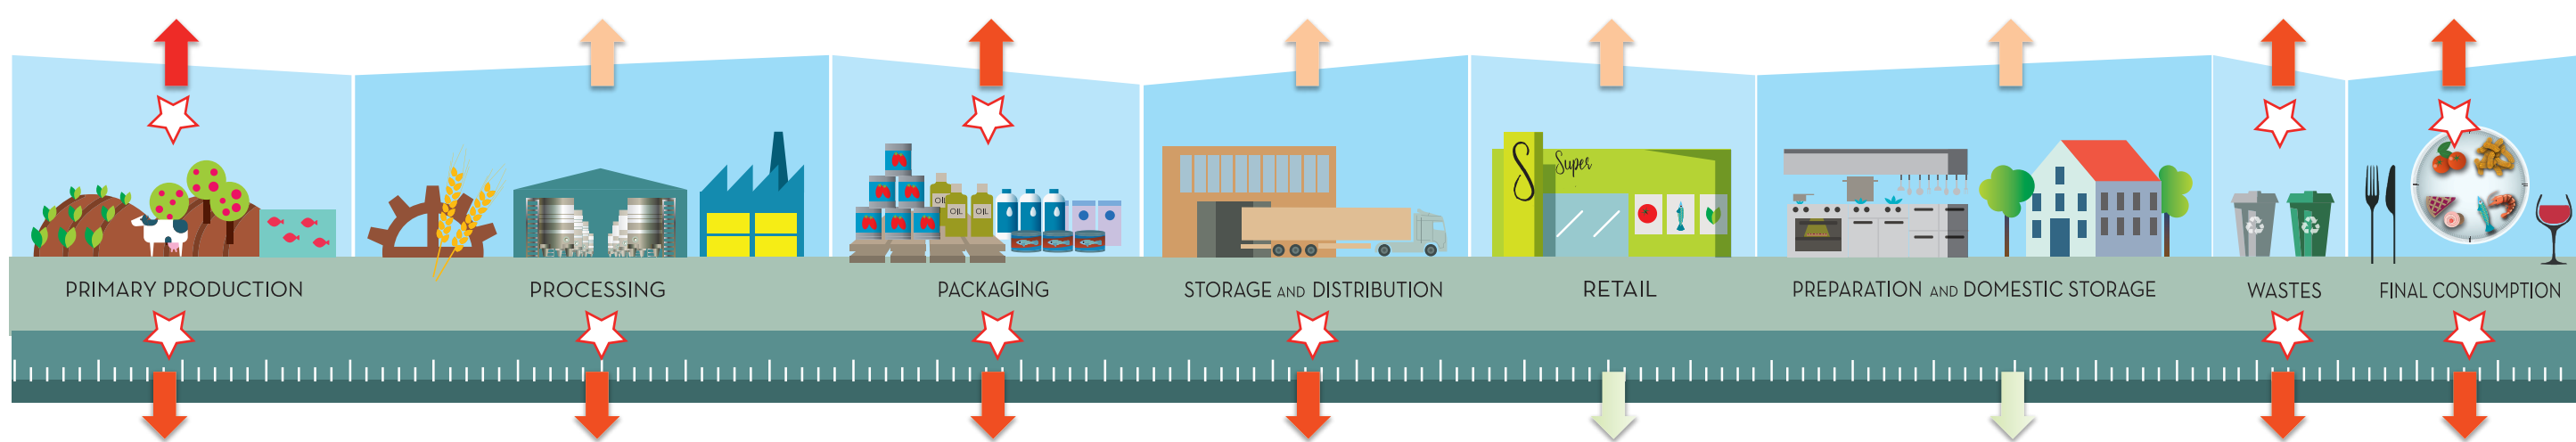 S
Super
OIL
OIL
OIL
PRIMARY PRODUCTION
PROCESSING
PACKAGING
STORAGE AND DISTRIBUTION
RETAIL
PREPARATION AND DOMESTIC STORAGE
WASTES
FINAL CONSUMPTION